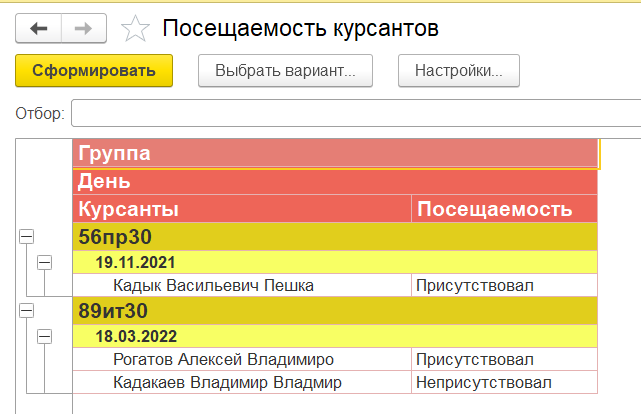 Посещаемость курсантов
Сформировать Выбрать вариант... Настройки...
Отбор:
Группа
День
Курсанты Посещаемость
56пр30
19.11.2021
Кадык Васильевич Пешка Присутствовал
89ит30
18.03.2022
Рогатов Алексей Владимиро Присутствовал
Кадакаев Владимир Владмир Неприсутствовал